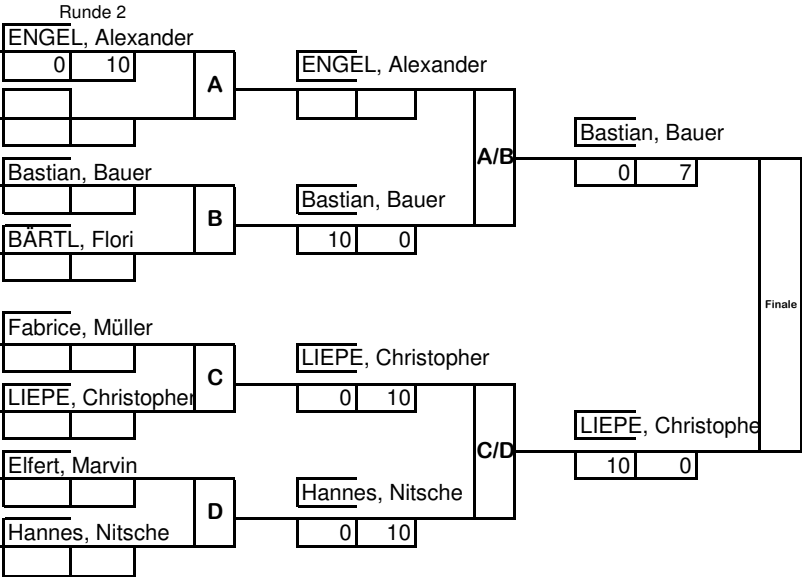 Runde 2
ENGEL, Alexander
0 10
A
ENGEL, Alexander
Bastian, Bauer
B
BÄRTL, Flori
Bastian, Bauer
10 0
A/B
Bastian, Bauer
0 7
Fabrice, Müller
C
LIEPE, Christopher
LIEPE, Christopher
0 10
Elfert, Marvin
D
Hannes, Nitsche
Hannes, Nitsche
0 10
C/D
LIEPE, Christophe
10 0
Finale